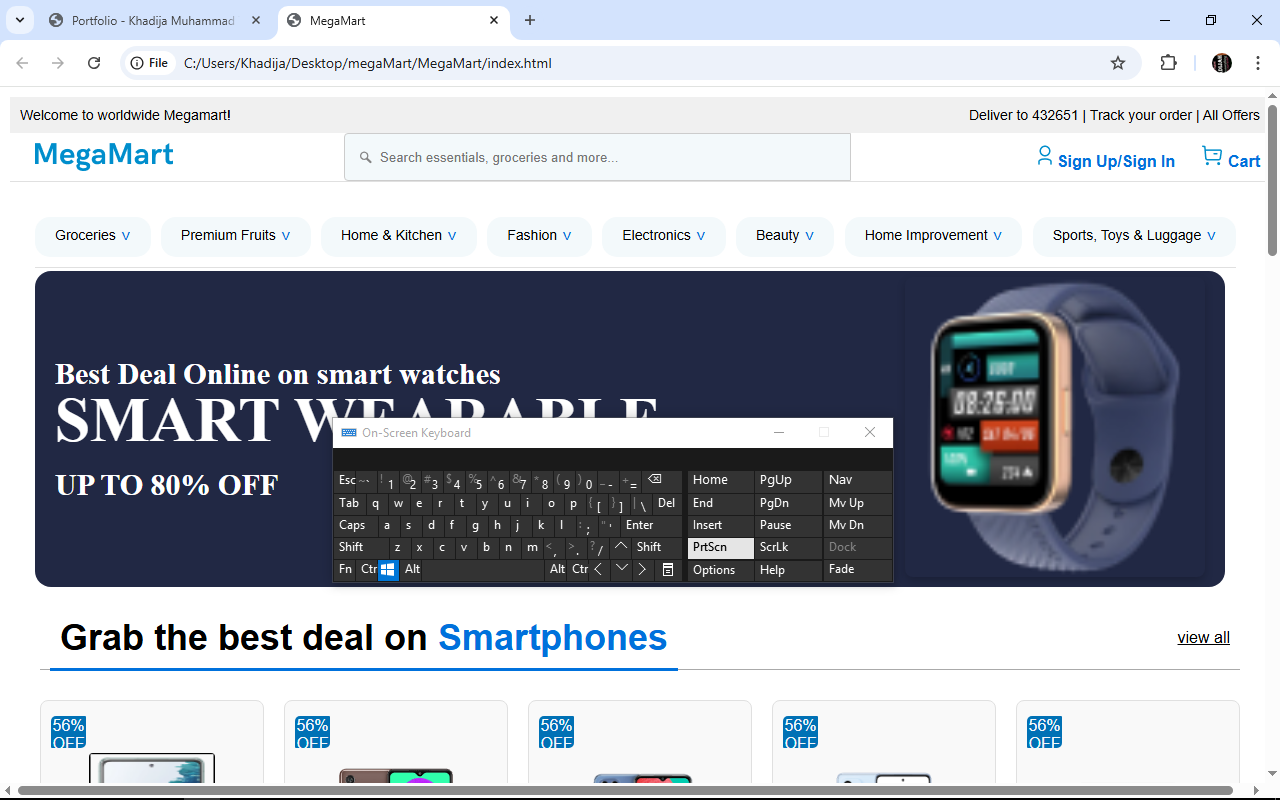 Portfolio - Khadija Muhammad
MegaMart
File
C:/Users/Khadija/Desktop/megaMart/MegaMart/index.html
Welcome to worldwide Megamart!
Deliver to 432651 | Track your order | All Offers
MegaMart
Search essentials, groceries and more...
Sign Up/Sign In
Cart
Groceries V
Premium Fruits V
Home & Kitchen V
Fashion V
Electronics V
Beauty V
Home Improvement V
Sports, Toys & Luggage V
Best Deal Online on smart watches
SMART WEARABLE
UP TO 80% OFF
08:26:00
On-Screen Keyboard
Esc ~ ` ! 1 @ 2 # 3 $ 4 % 5 ^ 6 & 7 * 8 ( 9 ) 0 _ - + =
Home PgUp Nav
Tab q w e r t y u i o p { [ } ] | \ Del
End PgDn Mv Up
Caps a s d f g h j k l : ; " ' Enter
Insert Pause Mv Dn
Shift z x c v b n m < , > . ? / Shift
PrtScn ScrLk Dock
Fn Ctr Alt Alt Ctr
Options Help Fade
Grab the best deal on Smartphones
view all
56%
OFF
56%
OFF
56%
OFF
56%
OFF
56%
OFF